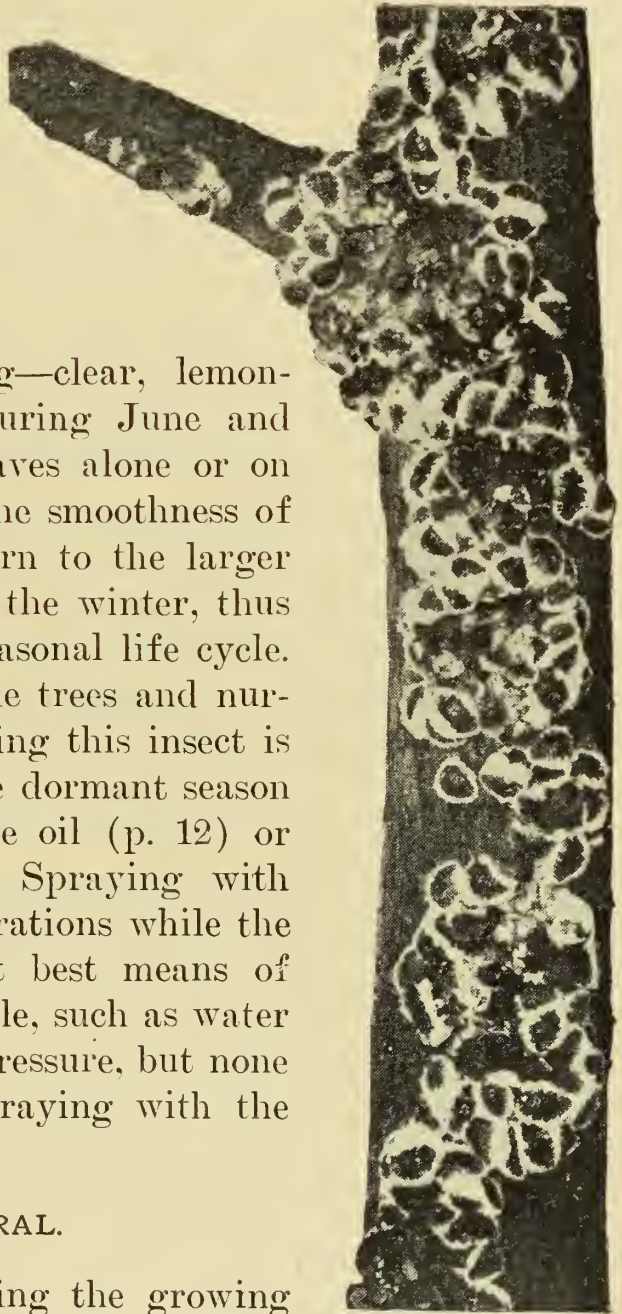 g—clear, lemon-
uring June and
aves alone or on
he smoothness of
rn to the larger
the winter, thus
easonal life cycle.
e trees and nur-
ing this insect is
e dormant season
e oil (p. 12) or
Spraying with
rations while the
t best means of
le, such as water
ressure, but none
praying with the
RAL.
ing the growing